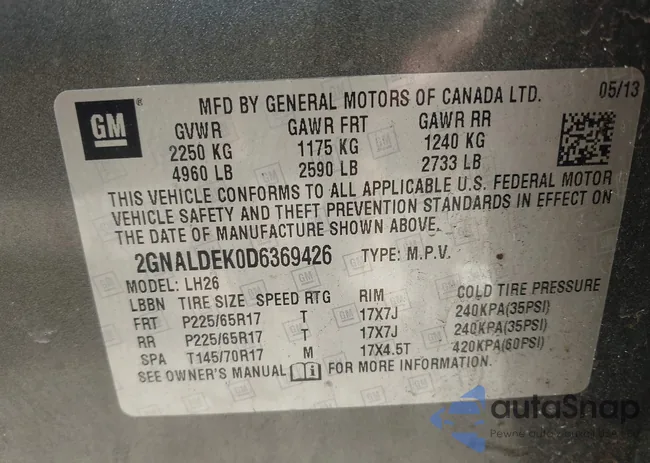 GM
®
MFD BY GENERAL MOTORS OF CANADA LTD.
05/13
GVWR GAWR FRT GAWR RR
2250 KG 1175 KG 1240 KG
4960 LB 2590 LB 2733 LB
THIS VEHICLE CONFORMS TO ALL APPLICABLE U.S. FEDERAL MOTOR
VEHICLE SAFETY AND THEFT PREVENTION STANDARDS IN EFFECT ON
THE DATE OF MANUFACTURE SHOWN ABOVE.
2GNALDEK0D6369426 TYPE: M.P.V.
MODEL: LH26
LBBN TIRE SIZE SPEED RTG RIM COLD TIRE PRESSURE
FRT P225/65R17 T 17X7J 240KPA(35PSI)
RR P225/65R17 T 17X7J 240KPA(35PSI)
SPA T145/70R17 M 17X4.5T 420KPA(60PSI)
SEE OWNER'S MANUAL i FOR MORE INFORMATION.
autoSnap
Pewne auto